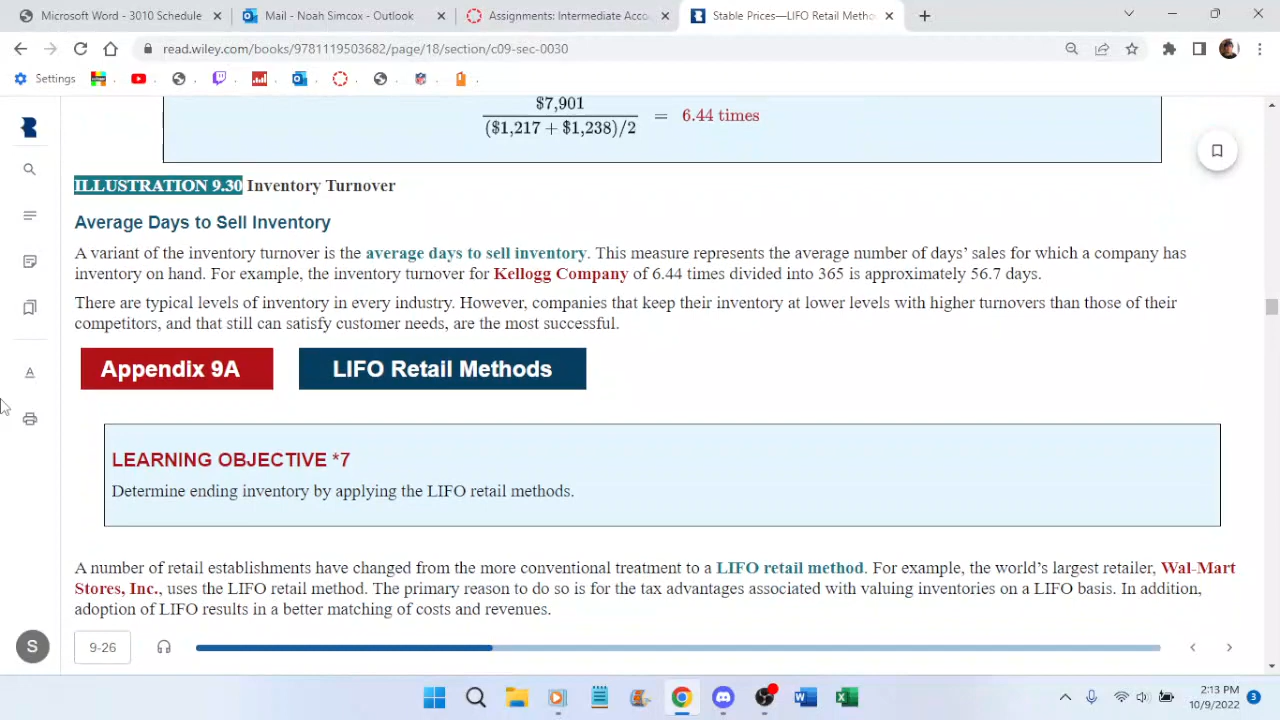 Microsoft Word - 3010 Schedule
Mail - Noah Simcox - Outlook
Assignments: Intermediate Acco
Stable Prices—LIFO Retail Metho
read.wiley.com/books/9781119503682/page/18/section/c09-sec-0030
Settings
$7,901
($1,217 + $1,238)/2
= 6.44 times
ILLUSTRATION 9.30 Inventory Turnover
Average Days to Sell Inventory
A variant of the inventory turnover is the average days to sell inventory. This measure represents the average number of days' sales for which a company has
inventory on hand. For example, the inventory turnover for Kellogg Company of 6.44 times divided into 365 is approximately 56.7 days.
There are typical levels of inventory in every industry. However, companies that keep their inventory at lower levels with higher turnovers than those of their
competitors, and that still can satisfy customer needs, are the most successful.
Appendix 9A
LIFO Retail Methods
LEARNING OBJECTIVE *7
Determine ending inventory by applying the LIFO retail methods.
A number of retail establishments have changed from the more conventional treatment to a LIFO retail method. For example, the world's largest retailer, Wal-Mart
Stores, Inc., uses the LIFO retail method. The primary reason to do so is for the tax advantages associated with valuing inventories on a LIFO basis. In addition,
adoption of LIFO results in a better matching of costs and revenues.
S
9-26
2:13 PM
10/9/2022
3